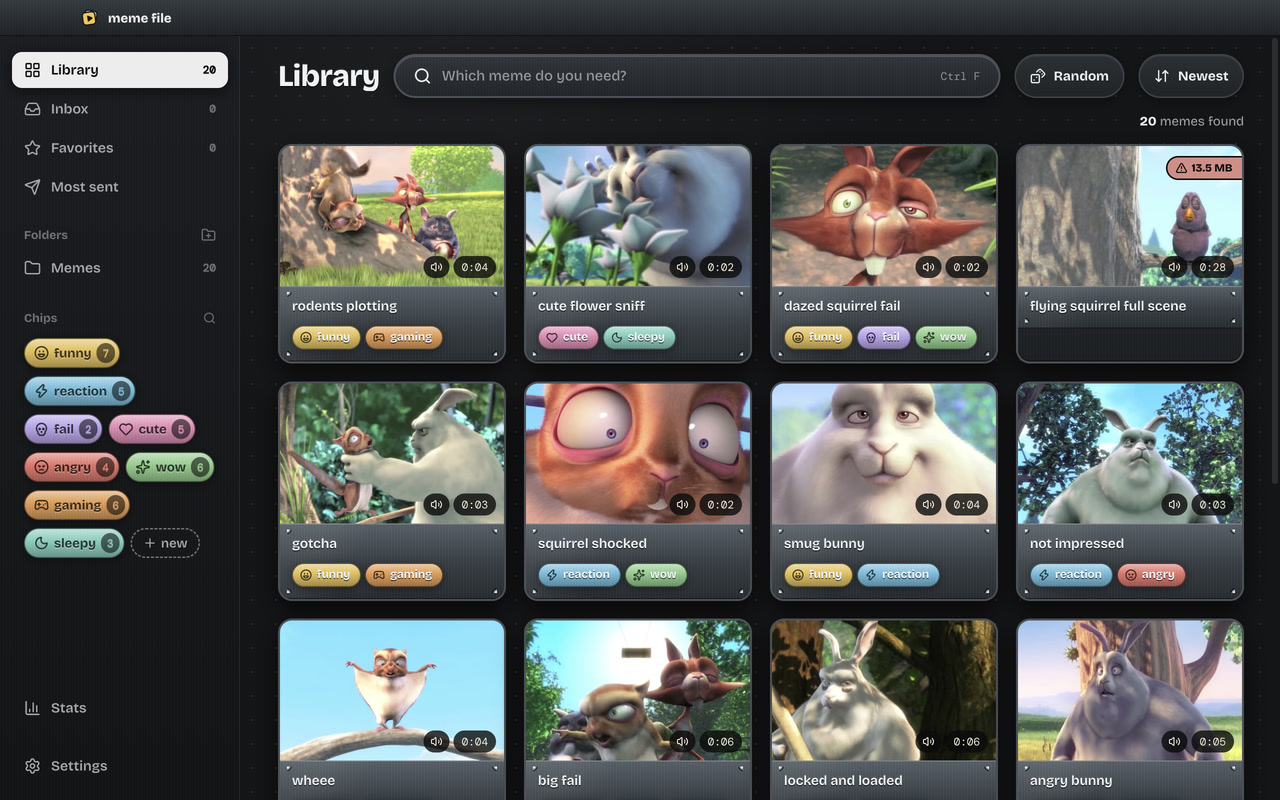 meme file
Library 20
Inbox 0
Favorites 0
Most sent
Folders
Memes 20
Chips
funny 7
reaction 5
fail 2 cute 5
angry 4 wow 6
gaming 6
sleepy 3 + new
Stats
Settings
Library Which meme do you need? Ctrl F Random Newest
20 memes found
0:04 0:02 0:02 13.5 MB 0:28
rodents plotting cute flower sniff dazed squirrel fail flying squirrel full scene
funny gaming cute sleepy funny fail wow
0:03 0:02 0:04 0:03
gotcha squirrel shocked smug bunny not impressed
funny gaming reaction wow funny reaction reaction angry
0:04 0:06 0:06 0:05
wheee big fail locked and loaded angry bunny